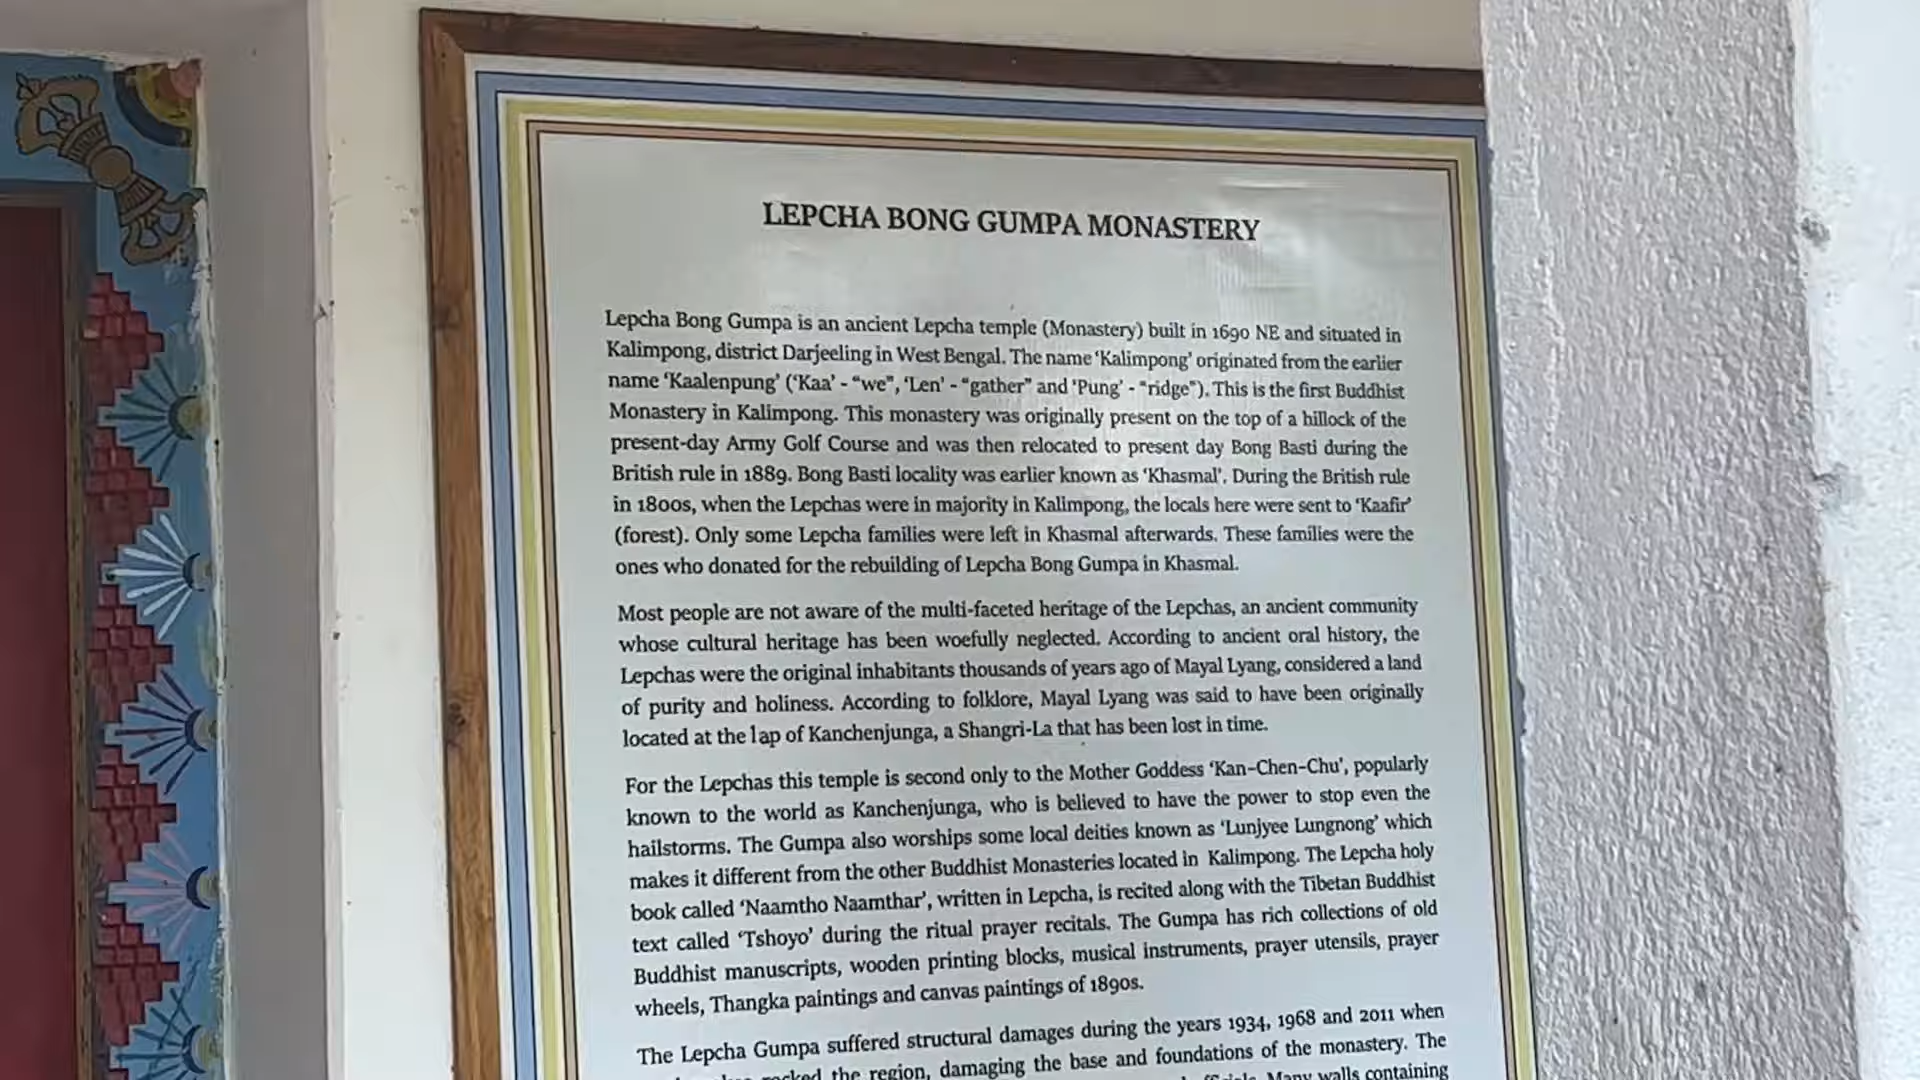 LEPCHA BONG GUMPA MONASTERY
Lepcha Bong Gumpa is an ancient Lepcha temple (Monastery) built in 1690 NE and situated in
Kalimpong, district Darjeeling in West Bengal. The name ‘Kalimpong’ originated from the earlier
name ‘Kaalenpung’ (‘Kaa’ - “we”, ‘Len’ - “gather” and ‘Pung’ - “ridge”). This is the first Buddhist
Monastery in Kalimpong. This monastery was originally present on the top of a hillock of the
present-day Army Golf Course and was then relocated to present day Bong Basti during the
British rule in 1889. Bong Basti locality was earlier known as ‘Khasmal’. During the British rule
in 1800s, when the Lepchas were in majority in Kalimpong, the locals here were sent to ‘Kaafir’
(forest). Only some Lepcha families were left in Khasmal afterwards. These families were the
ones who donated for the rebuilding of Lepcha Bong Gumpa in Khasmal.
Most people are not aware of the multi-faceted heritage of the Lepchas, an ancient community
whose cultural heritage has been woefully neglected. According to ancient oral history, the
Lepchas were the original inhabitants thousands of years ago of Mayal Lyang, considered a land
of purity and holiness. According to folklore, Mayal Lyang was said to have been originally
located at the lap of Kanchenjunga, a Shangri-La that has been lost in time.
For the Lepchas this temple is second only to the Mother Goddess ‘Kan-Chen-Chu’, popularly
known to the world as Kanchenjunga, who is believed to have the power to stop even the
hailstorms. The Gumpa also worships some local deities known as ‘Lunjyee Lungnong’ which
makes it different from the other Buddhist Monasteries located in Kalimpong. The Lepcha holy
book called ‘Naamtho Naamthar’, written in Lepcha, is recited along with the Tibetan Buddhist
text called ‘Tshoyo’ during the ritual prayer recitals. The Gumpa has rich collections of old
Buddhist manuscripts, wooden printing blocks, musical instruments, prayer utensils, prayer
wheels, Thangka paintings and canvas paintings of 1890s.
The Lepcha Gumpa suffered structural damages during the years 1934, 1968 and 2011 when
the region, damaging the base and foundations of the monastery. The
Many walls containing